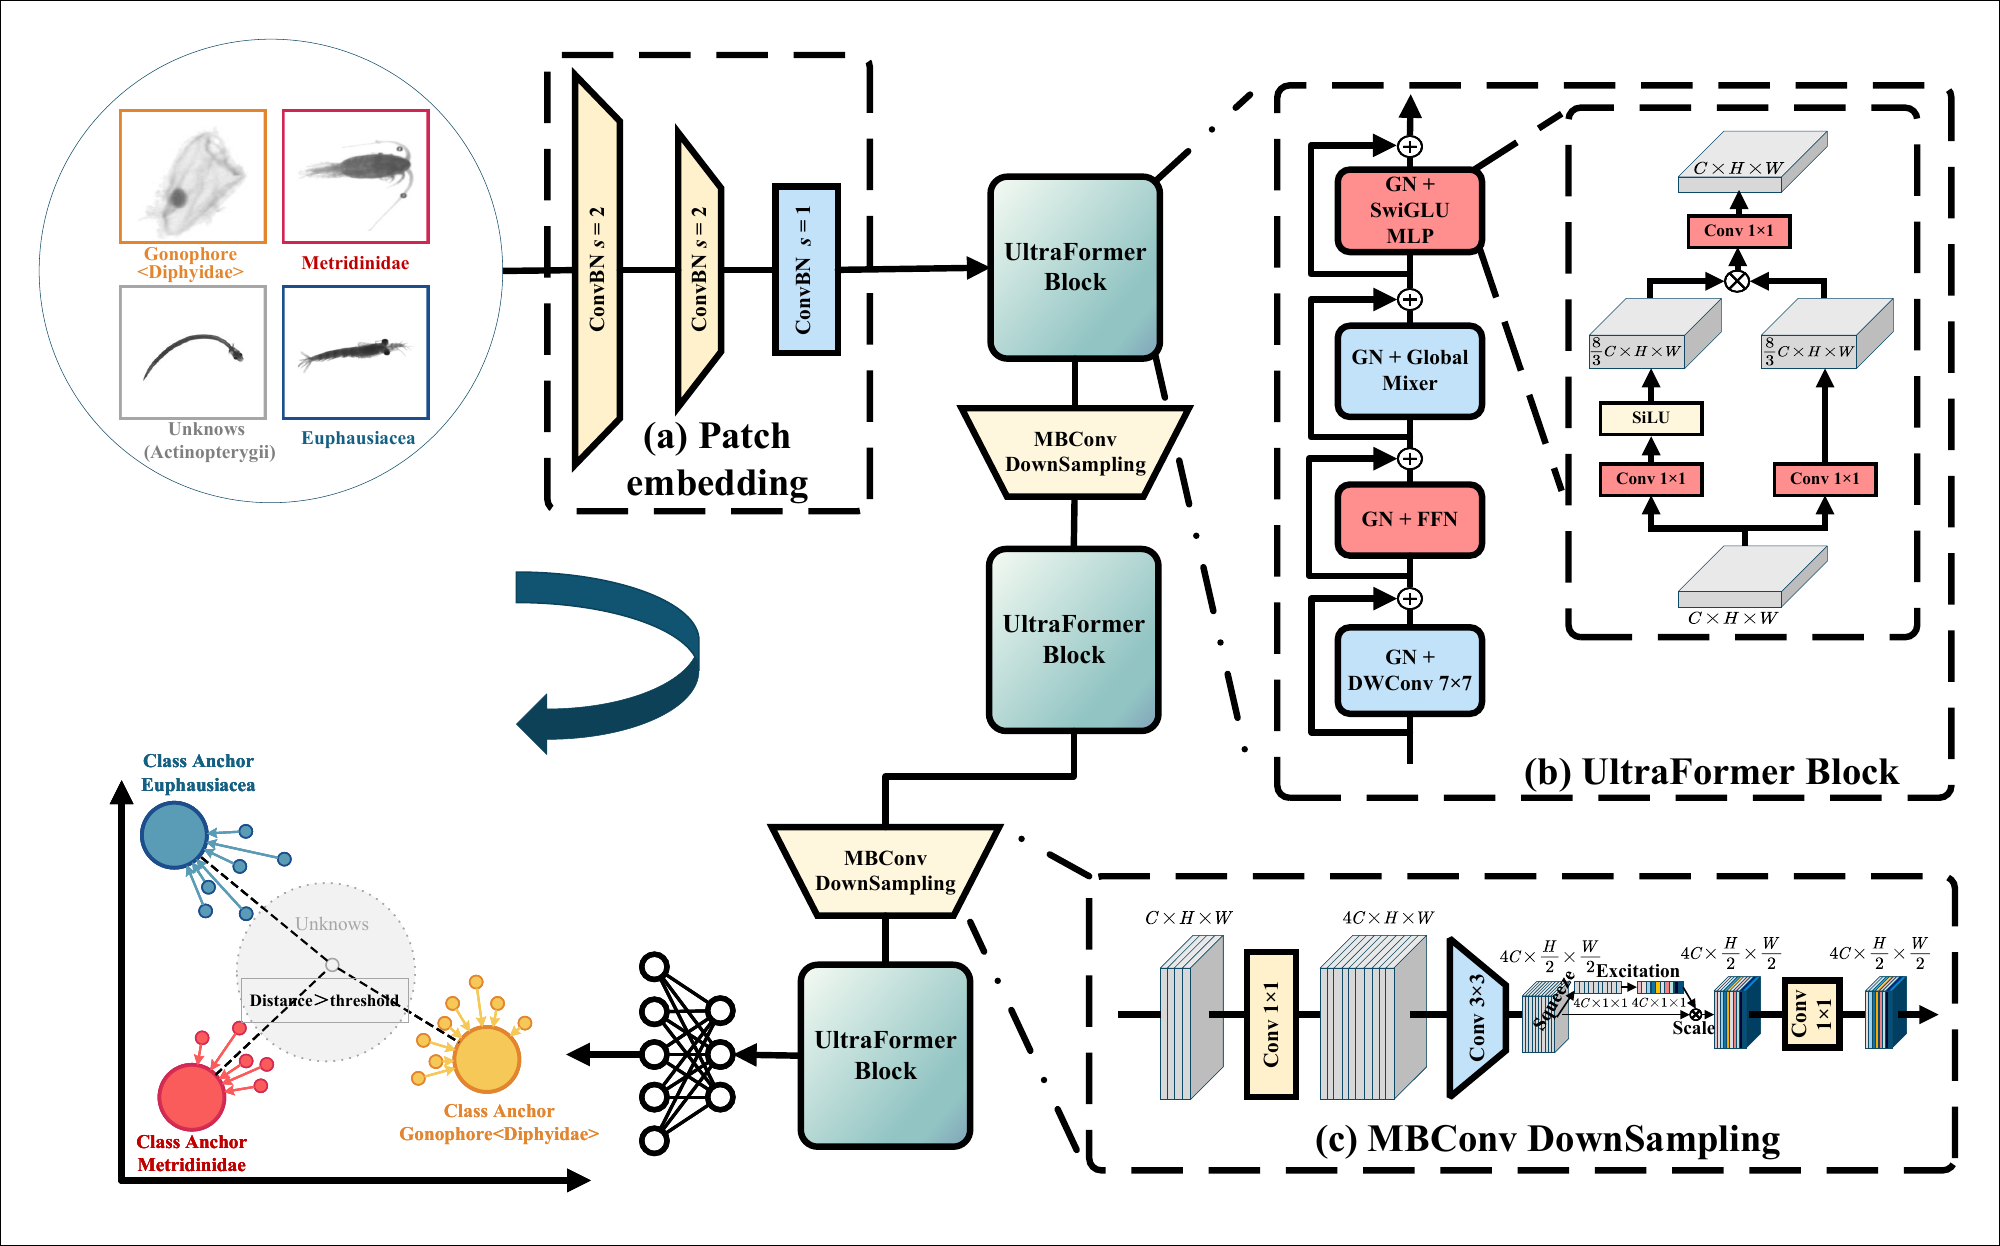 Gonophore
<Diphyidae>
Metridinidae
Unknows
(Actinopterygii)
Euphausiacea
ConvBN s = 2
ConvBN s = 2
ConvBN s = 1
(a) Patch
embedding
UltraFormer
Block
MBConv
DownSampling
UltraFormer
Block
MBConv
DownSampling
UltraFormer
Block
GN +
SwiGLU
MLP
GN + Global
Mixer
GN + FFN
GN +
DWConv 7×7
C × H × W
Conv 1×1
8/3 C × H × W
8/3 C × H × W
SiLU
Conv 1×1
Conv 1×1
C × H × W
(b) UltraFormer Block
C × H × W
Conv 1×1
4C × H × W
Conv 3×3
4C × H/2 × W/2
Squeeze
Excitation
4C×1×1
4C×1×1
Scale
4C × H/2 × W/2
Conv
1×1
4C × H/2 × W/2
(c) MBConv DownSampling
Class Anchor
Euphausiacea
Unknows
Distance>threshold
Class Anchor
Gonophore<Diphyidae>
Class Anchor
Metridinidae